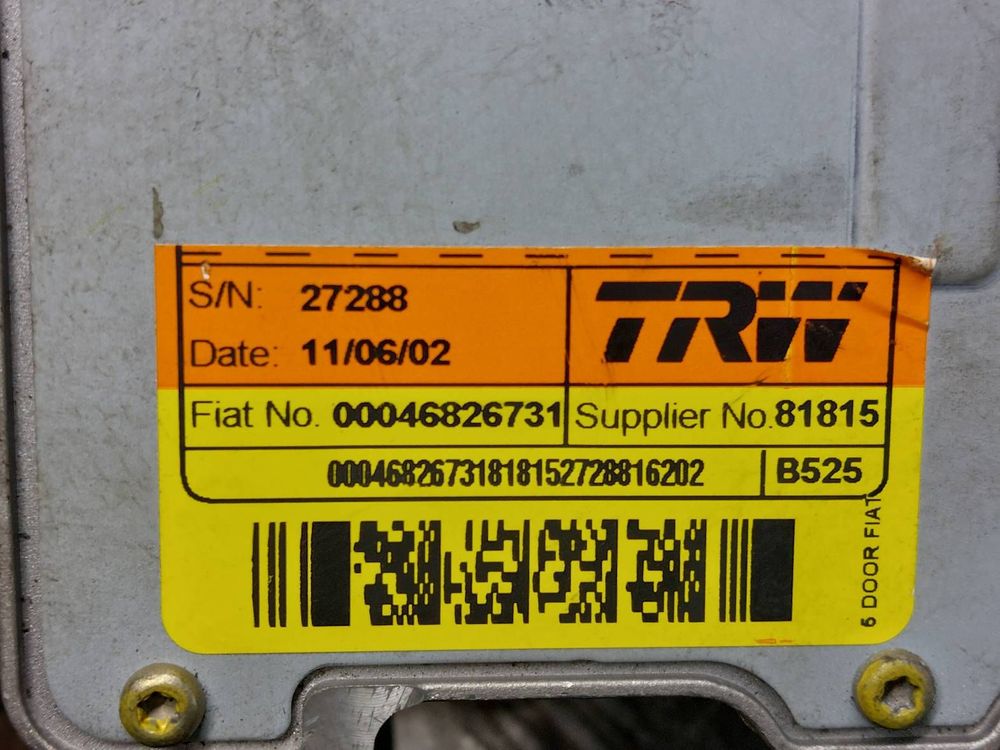 S/N: 27288
TRW
Date: 11/06/02
Fiat No. 00046826731 Supplier No. 81815
00046826731818152728816202 B525
5 DOOR FIAT